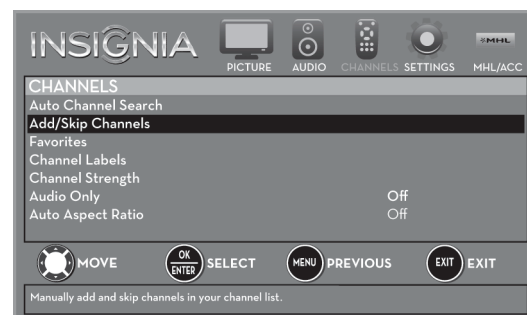 INSIGNIA
PICTURE AUDIO CHANNELS SETTINGS MHL/ACC
MHL
CHANNELS
Auto Channel Search
Add/Skip Channels
Favorites
Channel Labels
Channel Strength
Audio Only Off
Auto Aspect Ratio Off
MOVE OK ENTER SELECT MENU PREVIOUS EXIT EXIT
Manually add and skip channels in your channel list.